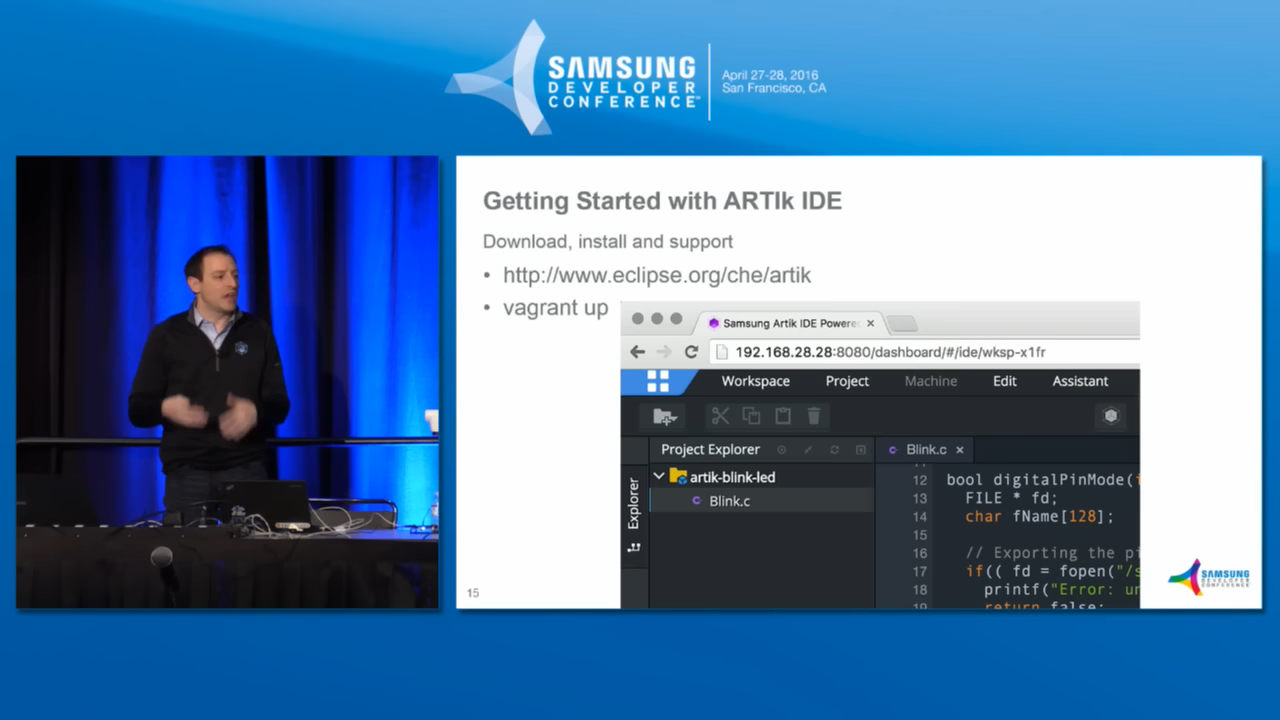 SAMSUNG
DEVELOPER
CONFERENCE
April 27-28, 2016
San Francisco, CA
Getting Started with ARTIk IDE
Download, install and support
• http://www.eclipse.org/che/artik
• vagrant up
Samsung Artik IDE Powere
192.168.28.28:8080/dashboard/#/ide/wksp-x1fr
Workspace Project Machine Edit Assistant
Project Explorer
Blink.c
artik-blink-led
Blink.c
Explorer
12 bool digitalPinMode(i
13 FILE * fd;
14 char fName[128];
15
16 // Exporting the pi
17 if(( fd = fopen("/s
18 printf("Error: un
19 return false;
15
SAMSUNG
DEVELOPER
CONFERENCE